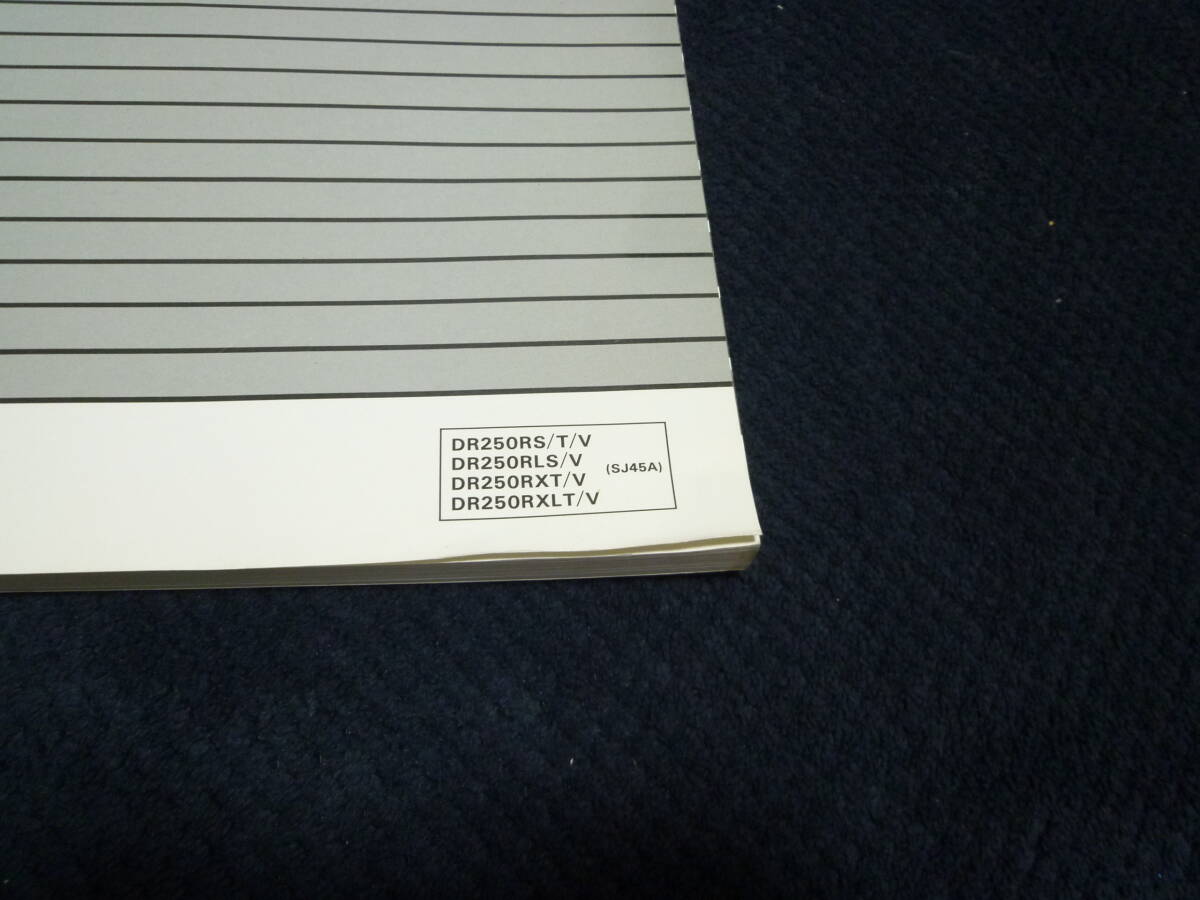 DR250RS/T/V
DR250RLS/V
DR250RXT/V
DR250RXLT/V
(SJ45A)